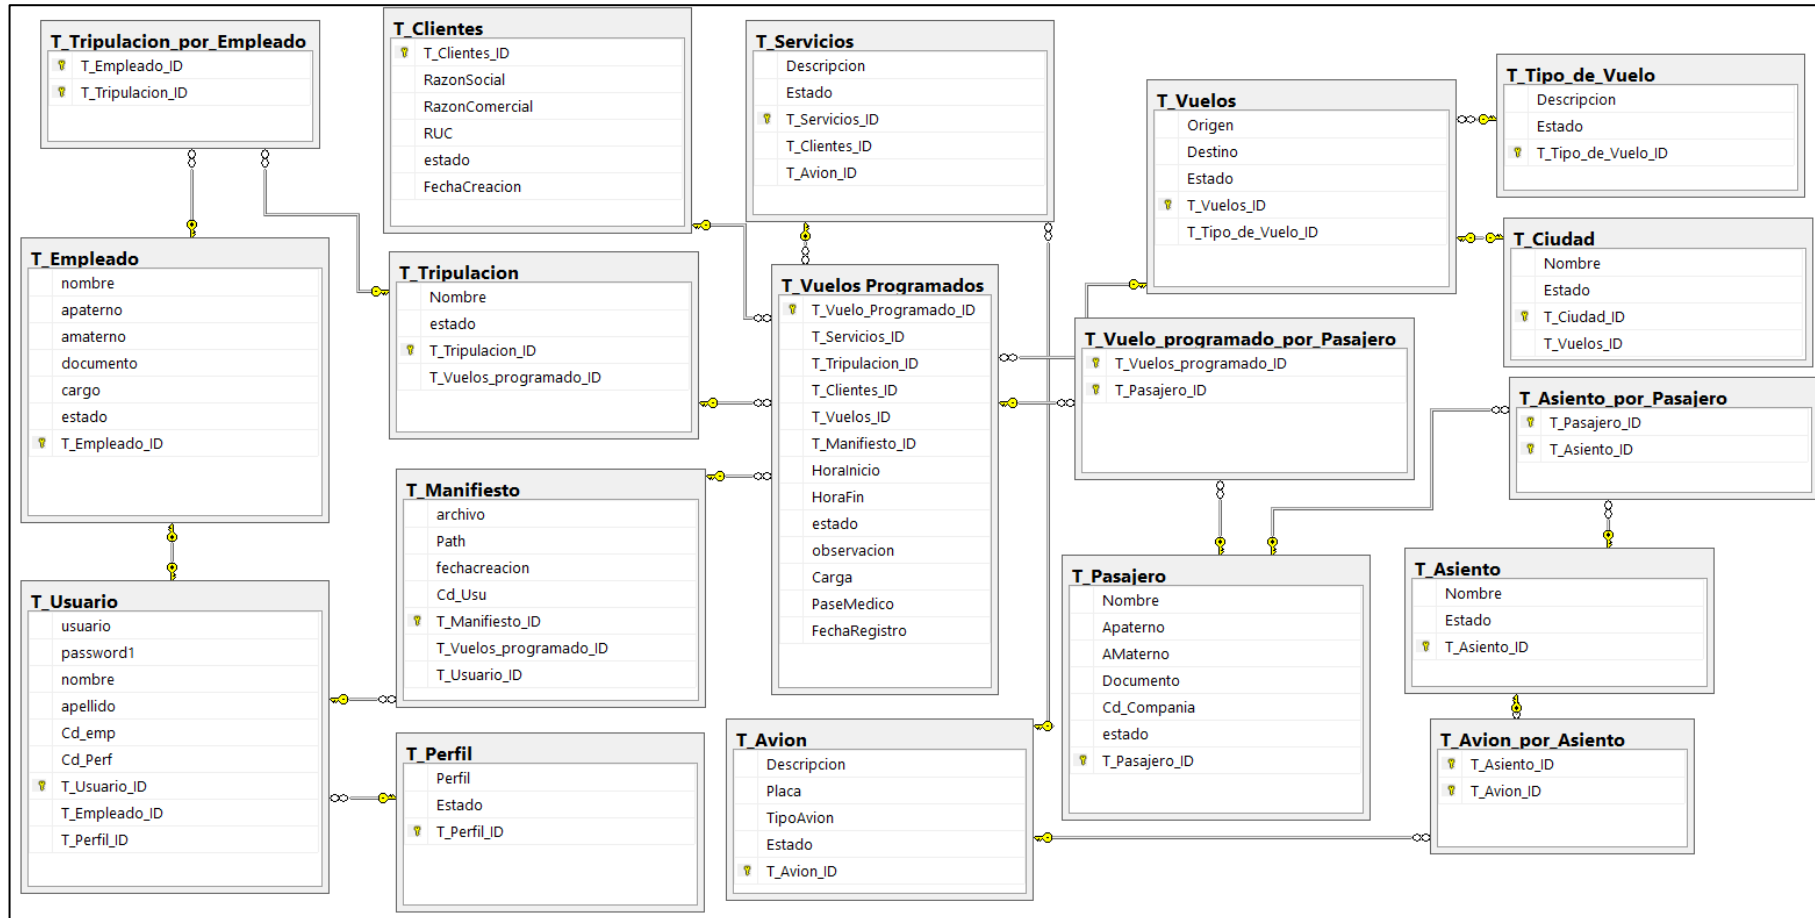 T_Tripulacion_por_Empleado
T_Empleado_ID
T_Tripulacion_ID
T_Clientes
T_Clientes_ID
RazonSocial
RazonComercial
RUC
estado
FechaCreacion
T_Servicios
Descripcion
Estado
T_Servicios_ID
T_Clientes_ID
T_Avion_ID
T_Vuelos
Origen
Destino
Estado
T_Vuelos_ID
T_Tipo_de_Vuelo_ID
T_Tipo_de_Vuelo
Descripcion
Estado
T_Tipo_de_Vuelo_ID
T_Ciudad
Nombre
Estado
T_Ciudad_ID
T_Vuelos_ID
T_Empleado
nombre
apaterno
amaterno
documento
cargo
estado
T_Empleado_ID
T_Tripulacion
Nombre
estado
T_Tripulacion_ID
T_Vuelos_programado_ID
T_Vuelos Programados
T_Vuelo_Programado_ID
T_Servicios_ID
T_Tripulacion_ID
T_Clientes_ID
T_Vuelos_ID
T_Manifiesto_ID
HoraInicio
HoraFin
estado
observacion
Carga
PaseMedico
FechaRegistro
T_Vuelo_programado_por_Pasajero
T_Vuelos_programado_ID
T_Pasajero_ID
T_Asiento_por_Pasajero
T_Pasajero_ID
T_Asiento_ID
T_Manifiesto
archivo
Path
fechacreacion
Cd_Usu
T_Manifiesto_ID
T_Vuelos_programado_ID
T_Usuario_ID
T_Usuario
usuario
password1
nombre
apellido
Cd_emp
Cd_Perf
T_Usuario_ID
T_Empleado_ID
T_Perfil_ID
T_Perfil
Perfil
Estado
T_Perfil_ID
T_Avion
Descripcion
Placa
TipoAvion
Estado
T_Avion_ID
T_Pasajero
Nombre
Apaterno
AMaterno
Documento
Cd_Compania
estado
T_Pasajero_ID
T_Asiento
Nombre
Estado
T_Asiento_ID
T_Avion_por_Asiento
T_Asiento_ID
T_Avion_ID